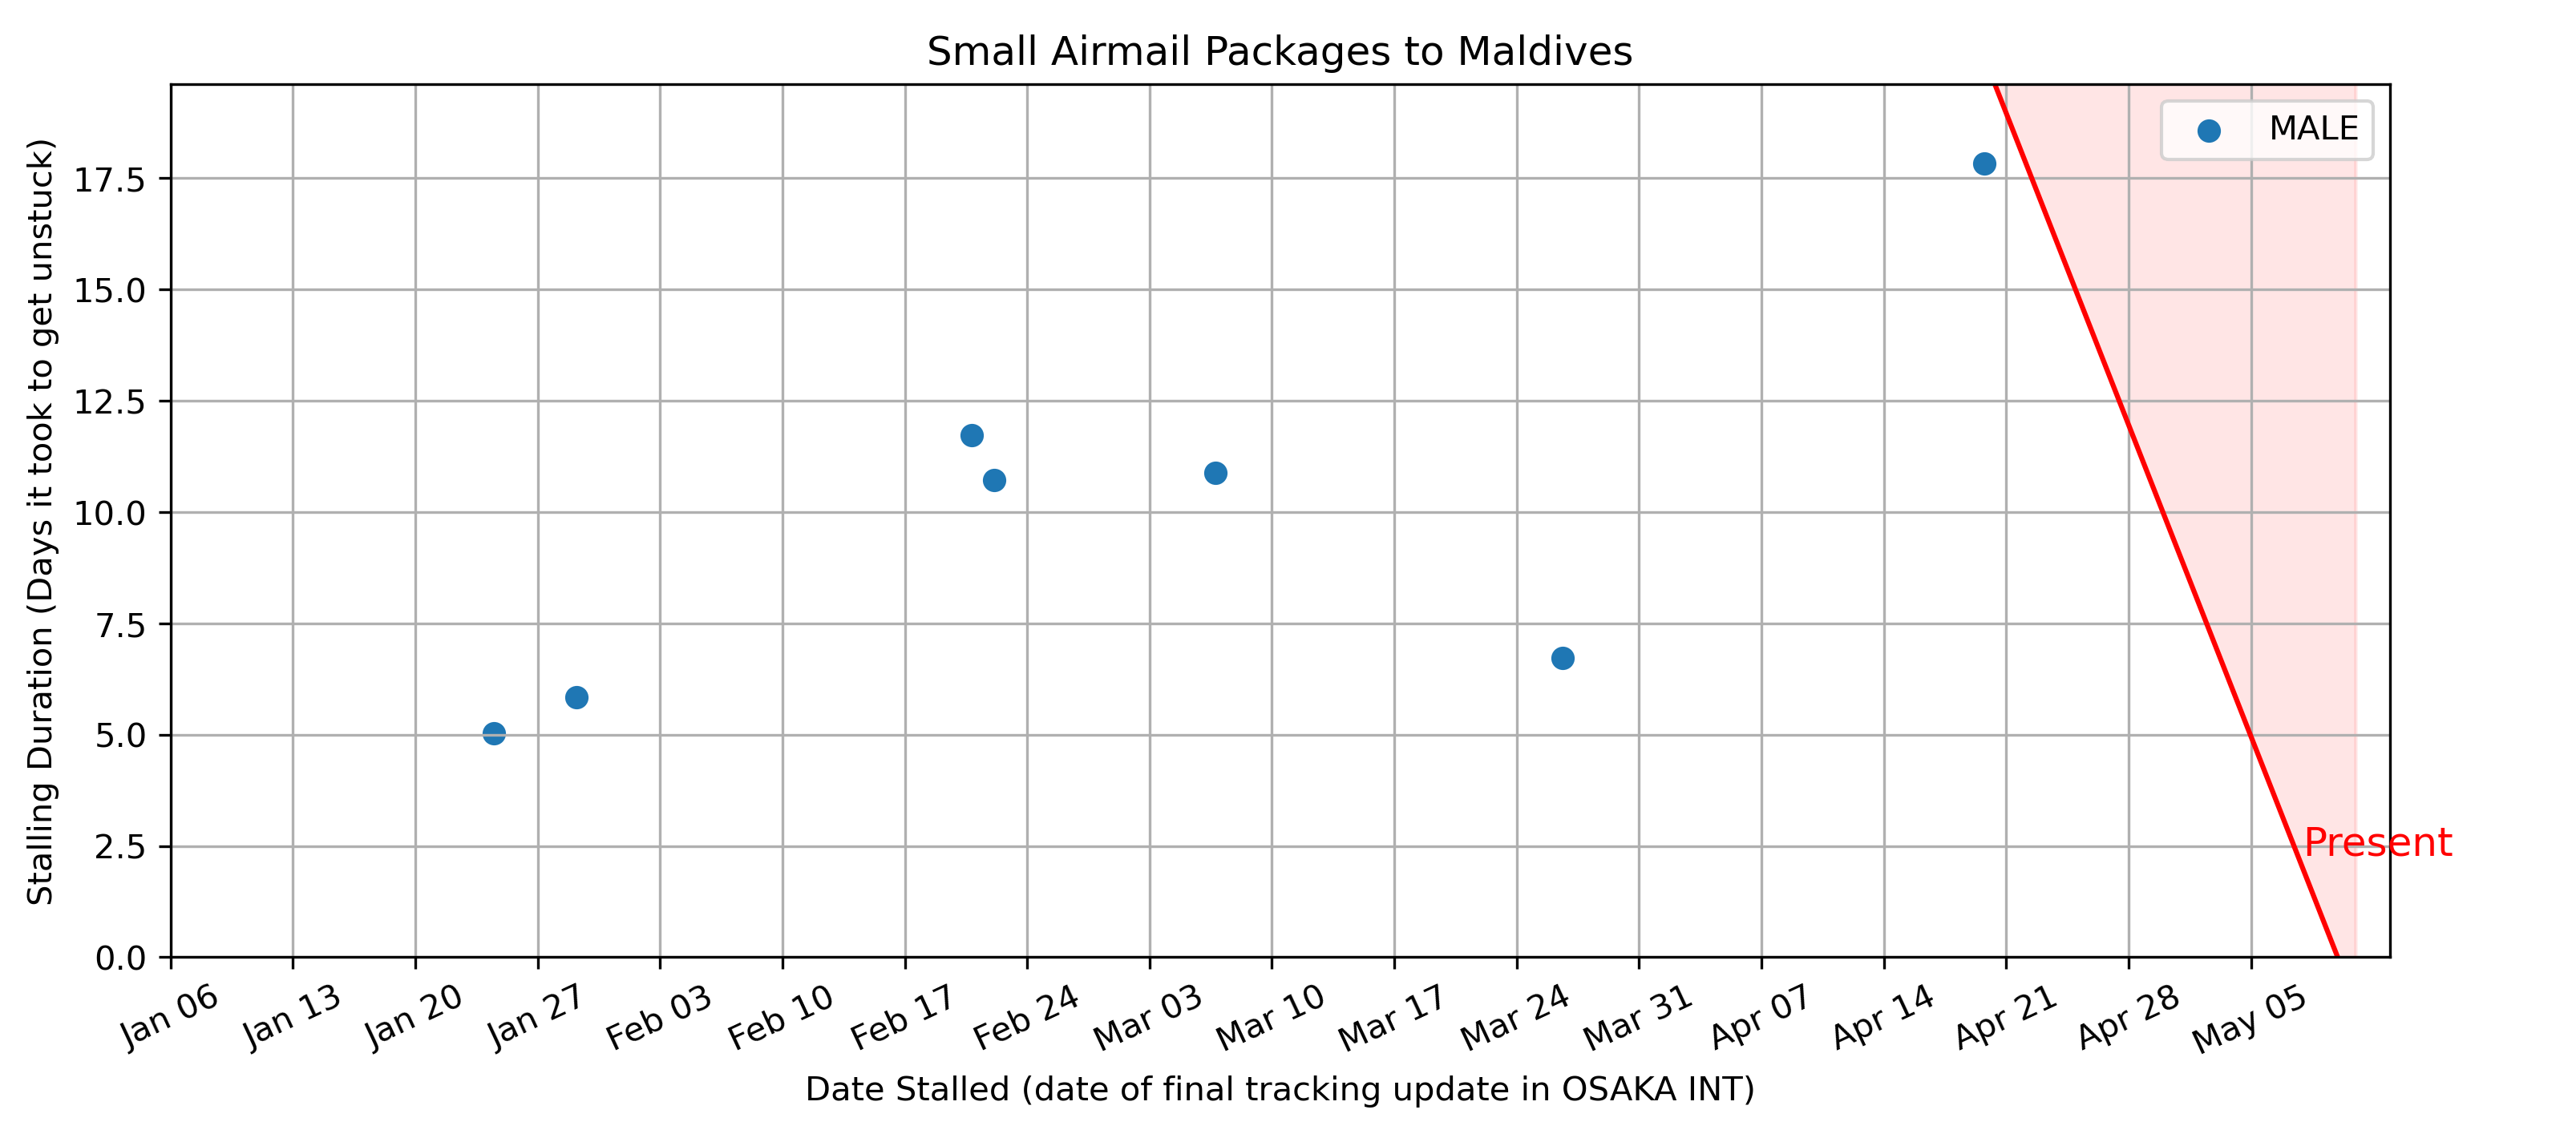 Small Airmail Packages to Maldives
MALE
Stalling Duration (Days it took to get unstuck)
17.5
15.0
12.5
10.0
7.5
5.0
2.5
0.0
Present
Jan 06 Jan 13 Jan 20 Jan 27 Feb 03 Feb 10 Feb 17 Feb 24 Mar 03 Mar 10 Mar 17 Mar 24 Mar 31 Apr 07 Apr 14 Apr 21 Apr 28 May 05
Date Stalled (date of final tracking update in OSAKA INT)